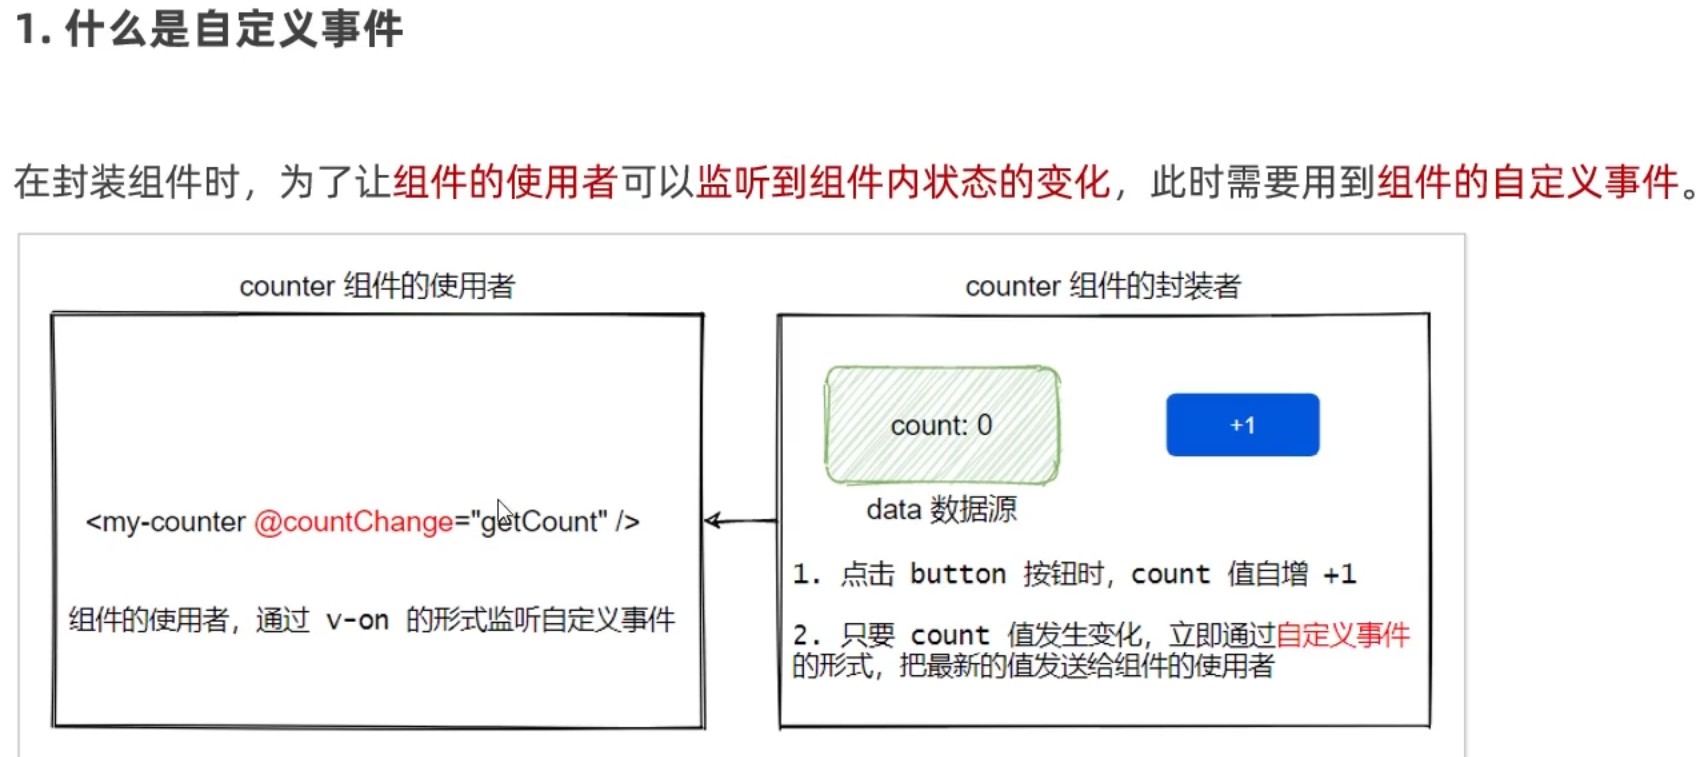 1. 什么是自定义事件
在封装组件时，为了让组件的使用者可以监听到组件内状态的变化，此时需要用到组件的自定义事件。
counter 组件的使用者
<my-counter @countChange="getCount" />
组件的使用者，通过 v-on 的形式监听自定义事件
counter 组件的封装者
count: 0
+1
data 数据源
1. 点击 button 按钮时，count 值自增 +1
2. 只要 count 值发生变化，立即通过自定义事件
的形式，把最新的值发送给组件的使用者